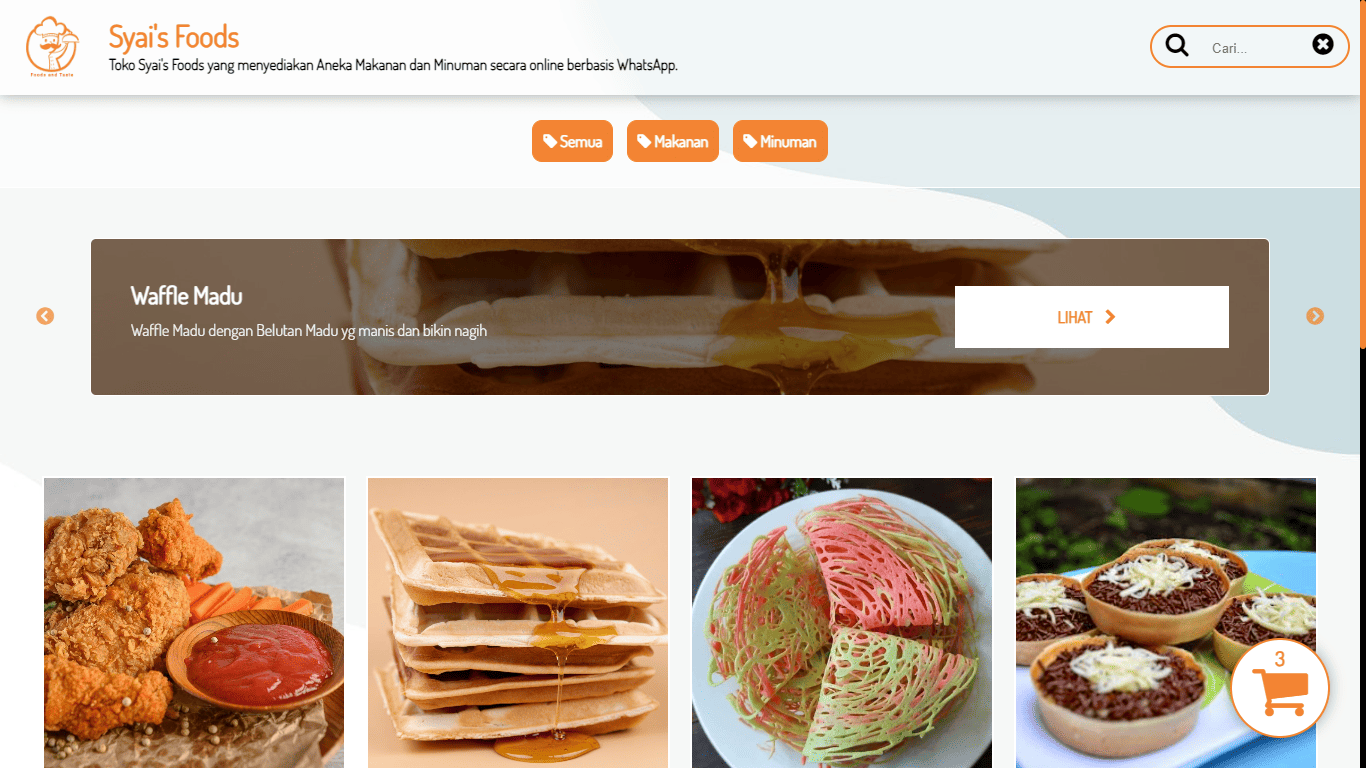 Foods and Taste
Syai's Foods
Toko Syai's Foods yang menyediakan Aneka Makanan dan Minuman secara online berbasis WhatsApp.
Cari...
Semua
Makanan
Minuman
Waffle Madu
Waffle Madu dengan Belutan Madu yg manis dan bikin nagih
LIHAT
3